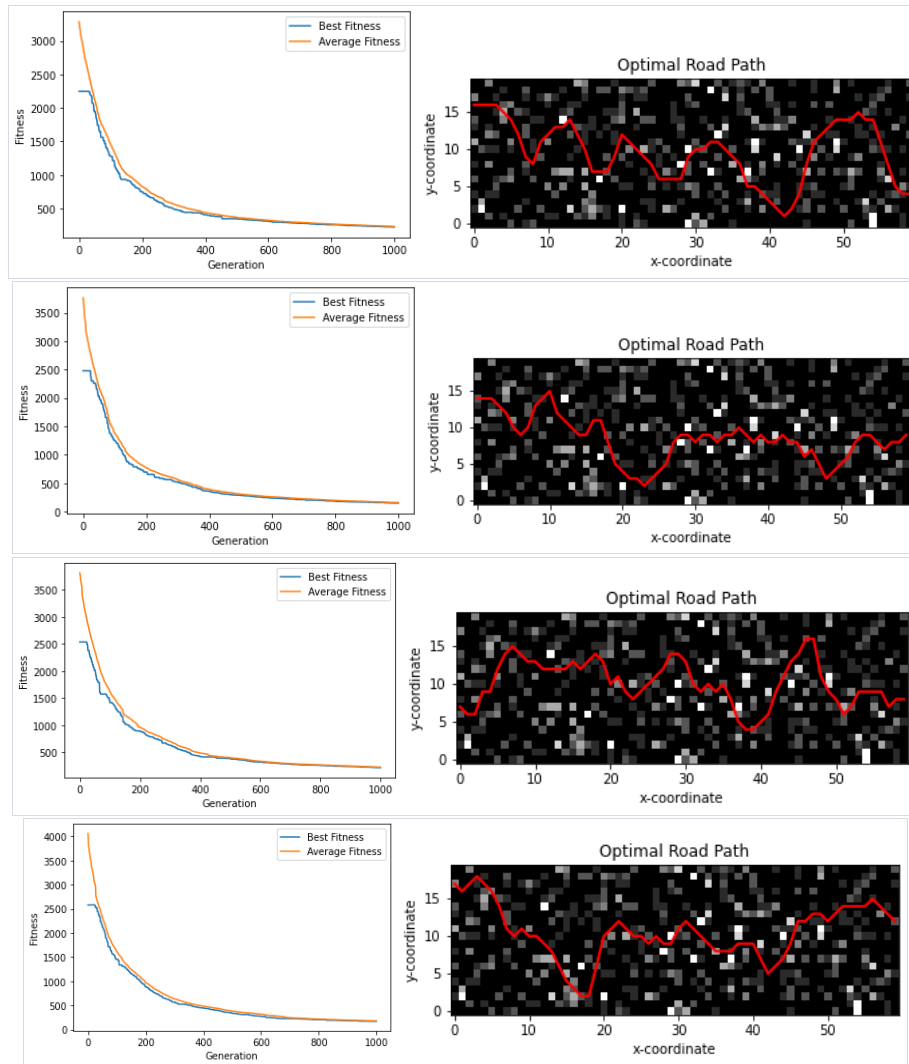 Best Fitness
Average Fitness
3000
2500
2000
1500
1000
500
Fitness
0 200 400 600 800 1000
Generation
Optimal Road Path
15
10
5
0
y-coordinate
0 10 20 30 40 50
x-coordinate
Best Fitness
Average Fitness
3500
3000
2500
2000
1500
1000
500
0
Fitness
0 200 400 600 800 1000
Generation
Optimal Road Path
15
10
5
0
y-coordinate
0 10 20 30 40 50
x-coordinate
Best Fitness
Average Fitness
3500
3000
2500
2000
1500
1000
500
Fitness
0 200 400 600 800 1000
Generation
Optimal Road Path
15
10
5
0
y-coordinate
0 10 20 30 40 50
x-coordinate
Best Fitness
Average Fitness
4000
3500
3000
2500
2000
1500
1000
500
0
Fitness
0 200 400 600 800 1000
Generation
Optimal Road Path
15
10
5
0
y-coordinate
0 10 20 30 40 50
x-coordinate